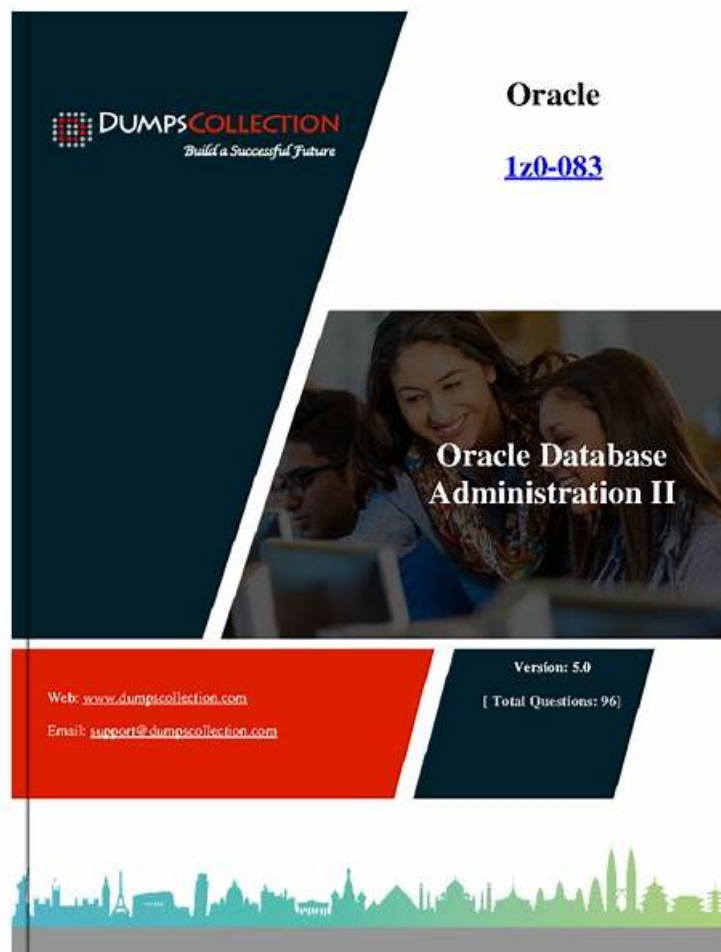 DUMPSCOLLECTION
Build a Successful Future
Oracle
1z0-083
Oracle Database
Administration II
Web: www.dumpscollection.com
Email: support@dumpscollection.com
Version: 5.0
[ Total Questions: 96]